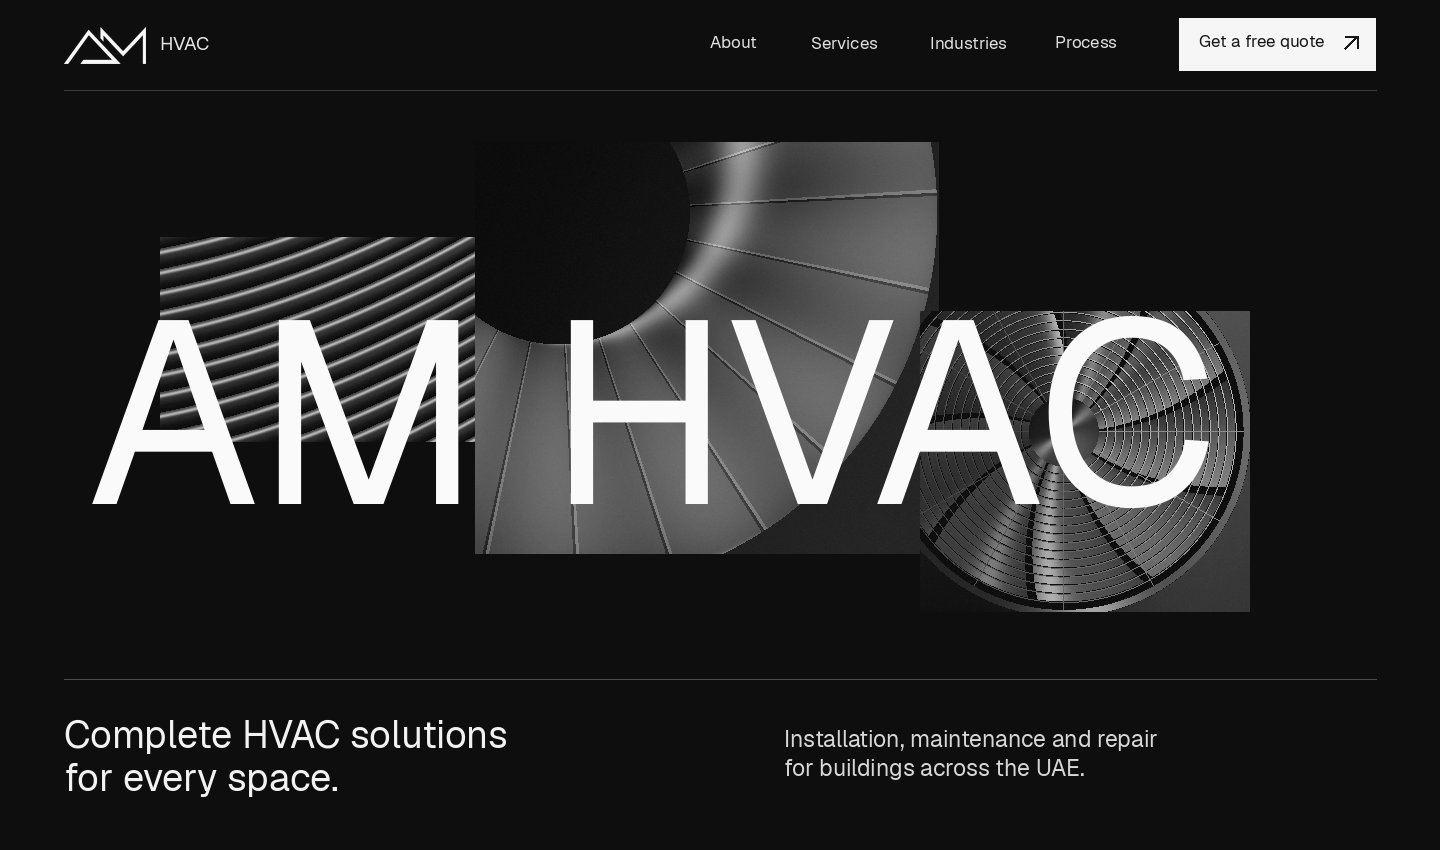 AM HVAC
About
Services
Industries
Process
Get a free quote
AM HVAC
Complete HVAC solutions
for every space.
Installation, maintenance and repair
for buildings across the UAE.